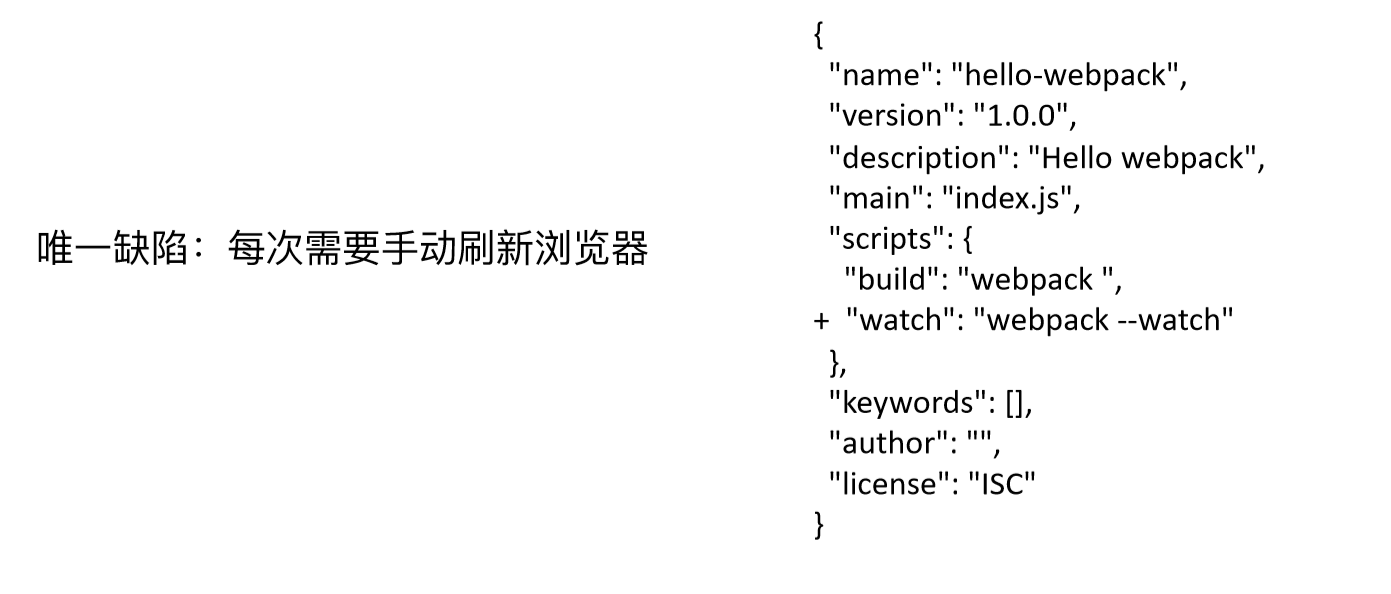 唯一缺陷：每次需要手动刷新浏览器
{
  "name": "hello-webpack",
  "version": "1.0.0",
  "description": "Hello webpack",
  "main": "index.js",
  "scripts": {
    "build": "webpack ",
+  "watch": "webpack --watch"
  },
  "keywords": [],
  "author": "",
  "license": "ISC"
}